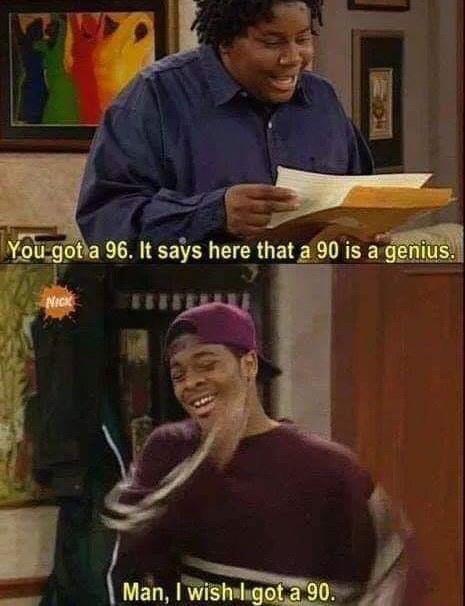 You got a 96. It says here that a 90 is a genius.
NICK
Man, I wish I got a 90.